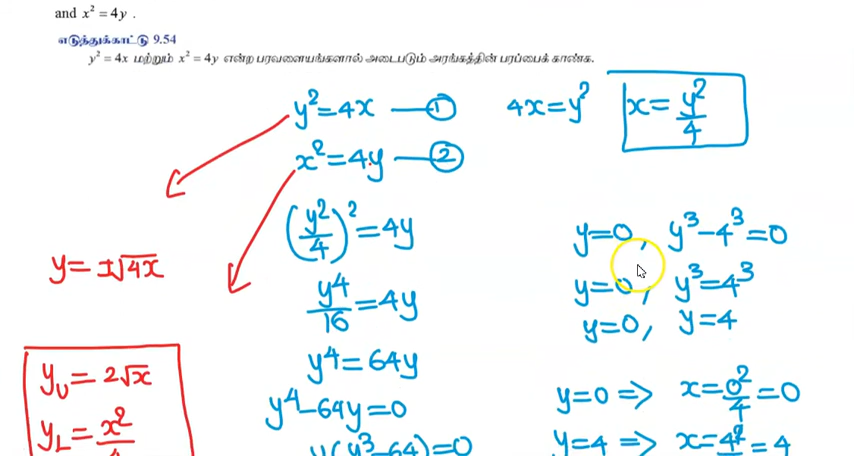 and x² = 4y .
எடுத்துக்காட்டு 9.54
y² = 4x மற்றும் x² = 4y என்ற பரவளையங்களால் அடைபடும் அரங்கத்தின் பரப்பைக் காண்க.
y² = 4x — ①
4x = y²
x = y²/4
x² = 4y — ②
(y²/4)² = 4y
y⁴/16 = 4y
y⁴ = 64y
y⁴ - 64y = 0
y(y³ - 64) = 0
y = 0, y³ - 4³ = 0
y = 0, y³ = 4³
y = 0, y = 4
y = 0 => x = 0²/4 = 0
y = 4 => x = 4²/4 = 4
y = ±√4x
y_U = 2√x
y_L = x²/4